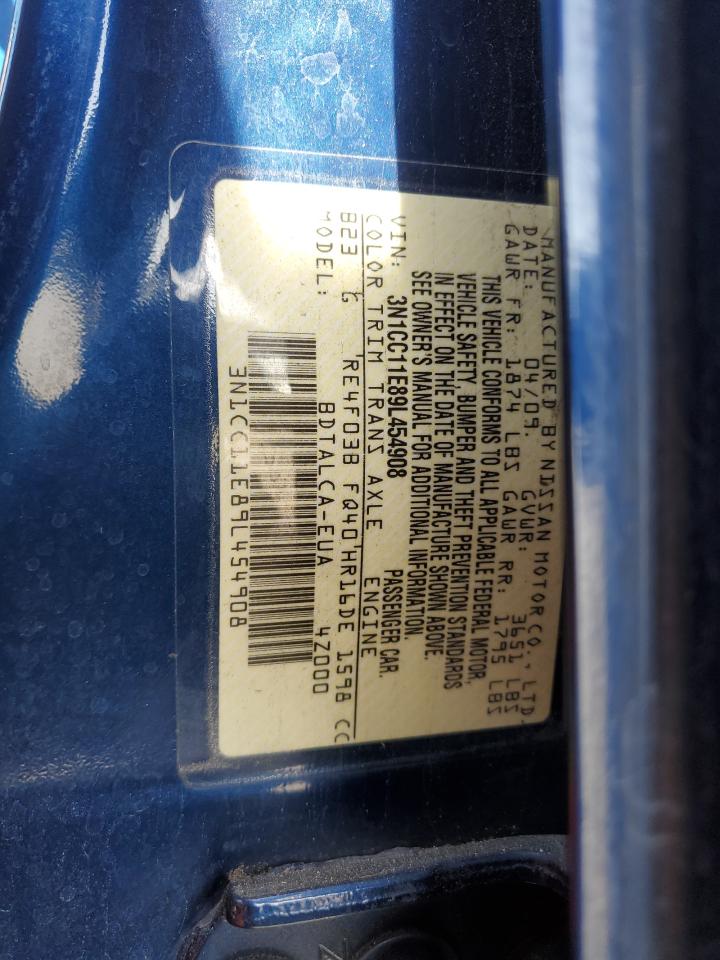 MANUFACTURED BY NISSAN MOTOR CO., LTD.
DATE: 04/09. GVWR: 3651 LBS
GAWR FR: 1874 LBS GAWR RR: 1795 LBS
THIS VEHICLE CONFORMS TO ALL APPLICABLE FEDERAL MOTOR
VEHICLE SAFETY, BUMPER AND THEFT PREVENTION STANDARDS
IN EFFECT ON THE DATE OF MANUFACTURE SHOWN ABOVE.
SEE OWNER'S MANUAL FOR ADDITIONAL INFORMATION.
VIN: 3N1CC11E89L454908 PASSENGER CAR.
COLOR TRIM TRANS AXLE ENGINE
B23 G RE4F03B FQ40 HR16DE 1598 CC
MODEL: BDTALCA-EUA 4Z000
3N1CC11E89L454908